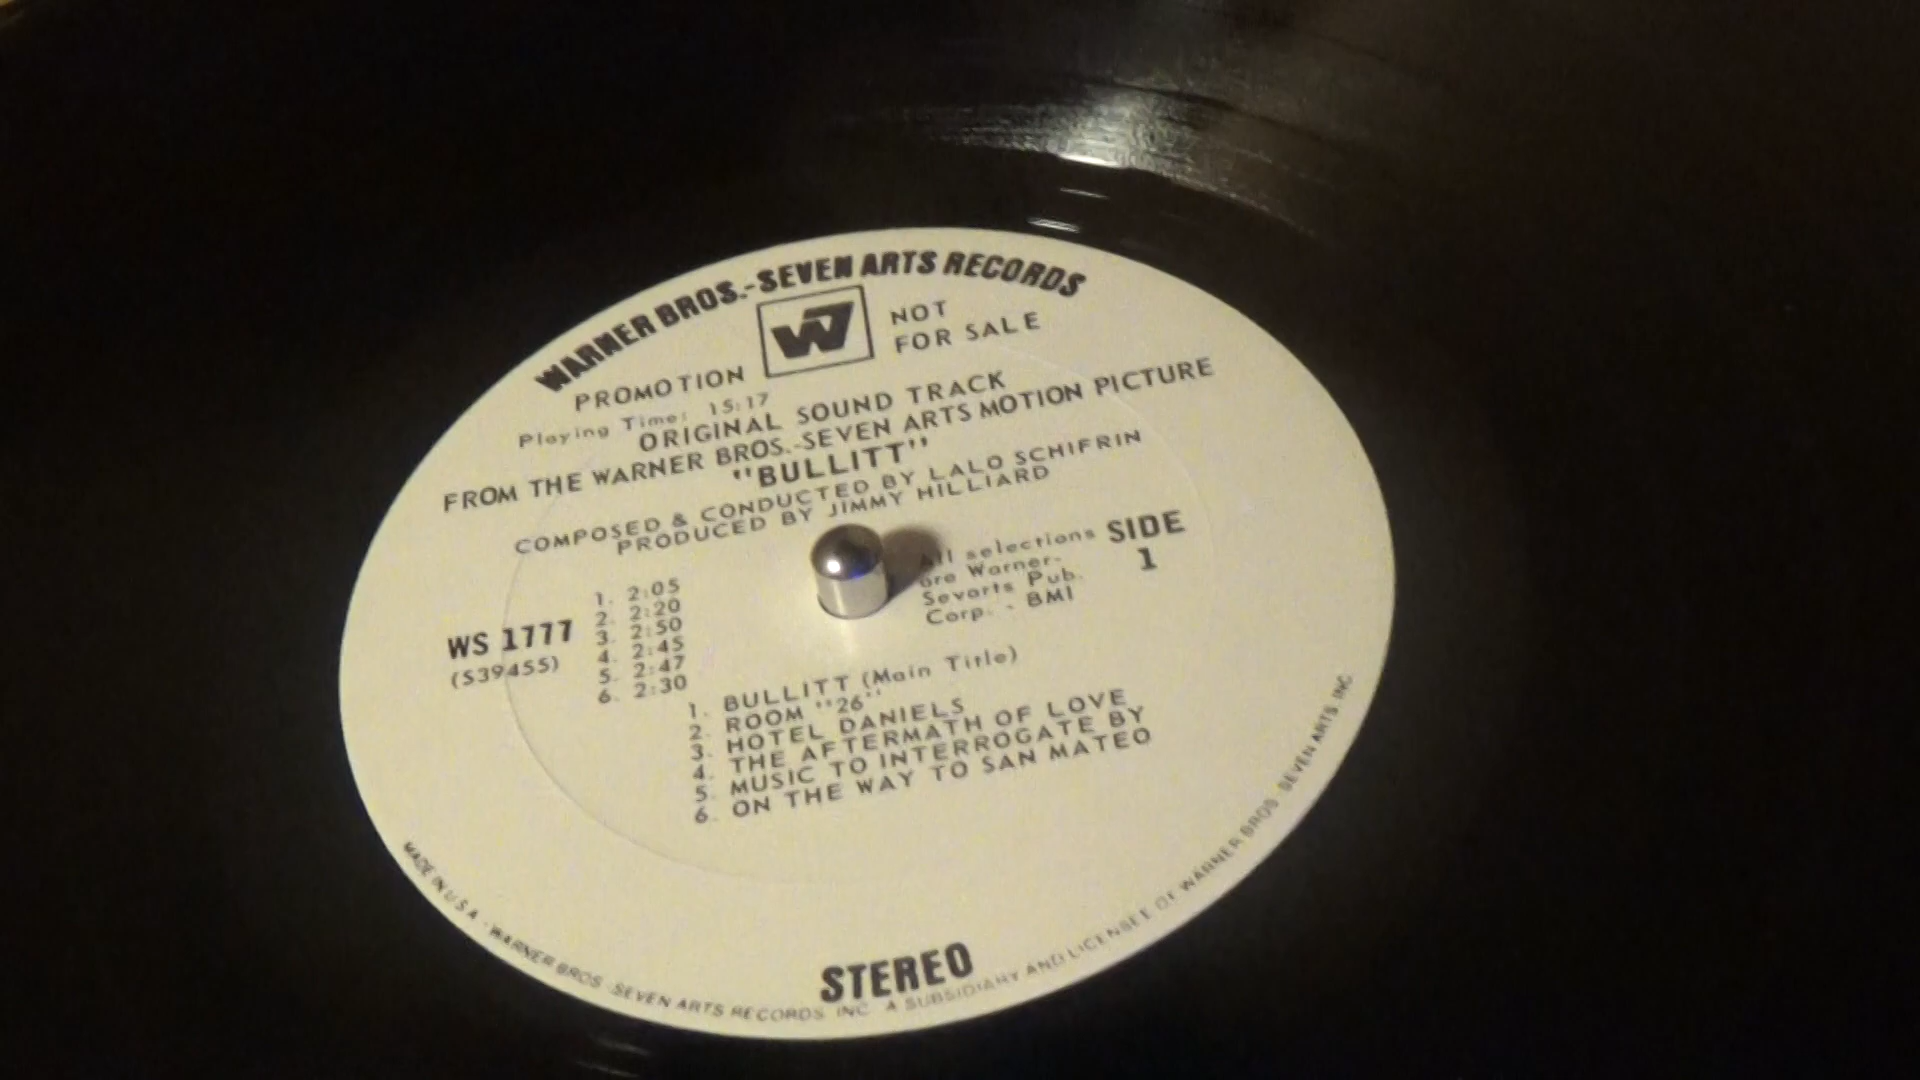 WARNER BROS.-SEVEN ARTS RECORDS
W7
PROMOTION
NOT
FOR SALE
Playing Time: 15:17
ORIGINAL SOUND TRACK
FROM THE WARNER BROS.-SEVEN ARTS MOTION PICTURE
"BULLITT"
COMPOSED & CONDUCTED BY LALO SCHIFRIN
PRODUCED BY JIMMY HILLIARD
All selections
are Warner-
Sevarts Pub.
Corp. - BMI
SIDE
1
WS 1777
(S39455)
1. 2:05
2. 2:20
3. 2:50
4. 2:45
5. 2:47
6. 2:30
1. BULLITT (Main Title)
2. ROOM "26"
3. HOTEL DANIELS
4. THE AFTERMATH OF LOVE
5. MUSIC TO INTERROGATE BY
6. ON THE WAY TO SAN MATEO
STEREO
MADE IN U.S.A. · WARNER BROS.-SEVEN ARTS RECORDS, INC. A SUBSIDIARY AND LICENSEE OF WARNER BROS.-SEVEN ARTS, INC.